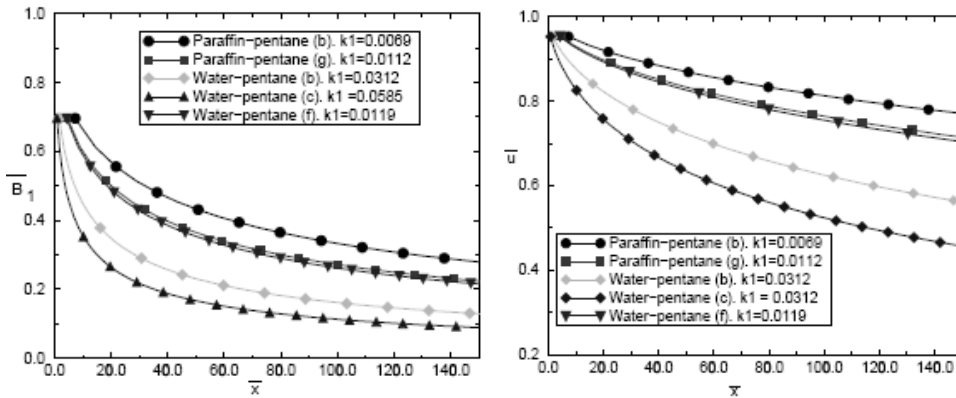 1.0
0.8
0.6
0.4
0.2
0.0
B1
0.0 20.0 40.0 60.0 80.0 100.0 120.0 140.0
x
Paraffin-pentane (b). k1=0.0069
Paraffin-pentane (g). k1=0.0112
Water-pentane (b). k1=0.0312
Water-pentane (c). k1 =0.0585
Water-pentane (f). k1=0.0119
1.0
0.8
0.6
0.4
0.2
u
0.0 20.0 40.0 60.0 80.0 100.0 120.0 140.0
x
Paraffin-pentane (b). k1=0.0069
Paraffin-pentane (g). k1=0.0112
Water-pentane (b). k1=0.0312
Water-pentane (c). k1 = 0.0312
Water-pentane (f). k1=0.0119